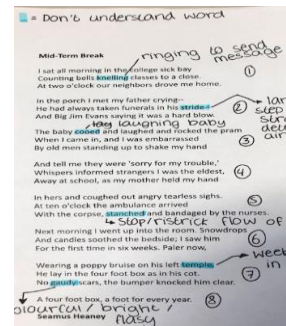 = Don't understand word
Mid-Term Break
ringing to send
message
I sat all morning in the college sick bay
Counting bells knelling classes to a close.
At two o'clock our neighbors drove me home.
①
In the porch I met my father crying--
He had always taken funerals in his stride--
And Big Jim Evans saying it was a hard blow.
②
step
air
laughing baby
The baby cooed and laughed and rocked the pram
When I came in, and I was embarrassed
By old men standing up to shake my hand
③
And tell me they were 'sorry for my trouble,'
Whispers informed strangers I was the eldest,
Away at school, as my mother held my hand
④
In hers and coughed out angry tearless sighs.
At ten o'clock the ambulance arrived
With the corpse, stanched and bandaged by the nurses.
⑤
stop/ristrick flow of
Next morning I went up into the room. Snowdrops
And candles soothed the bedside; I saw him
For the first time in six weeks. Paler now,
⑥
Wearing a poppy bruise on his left temple,
He lay in the four foot box as in his cot.
No gaudy scars, the bumper knocked him clear.
⑦
in
A four foot box, a foot for every year.
⑧
colourful/bright/
flasy
Seamus Heaney